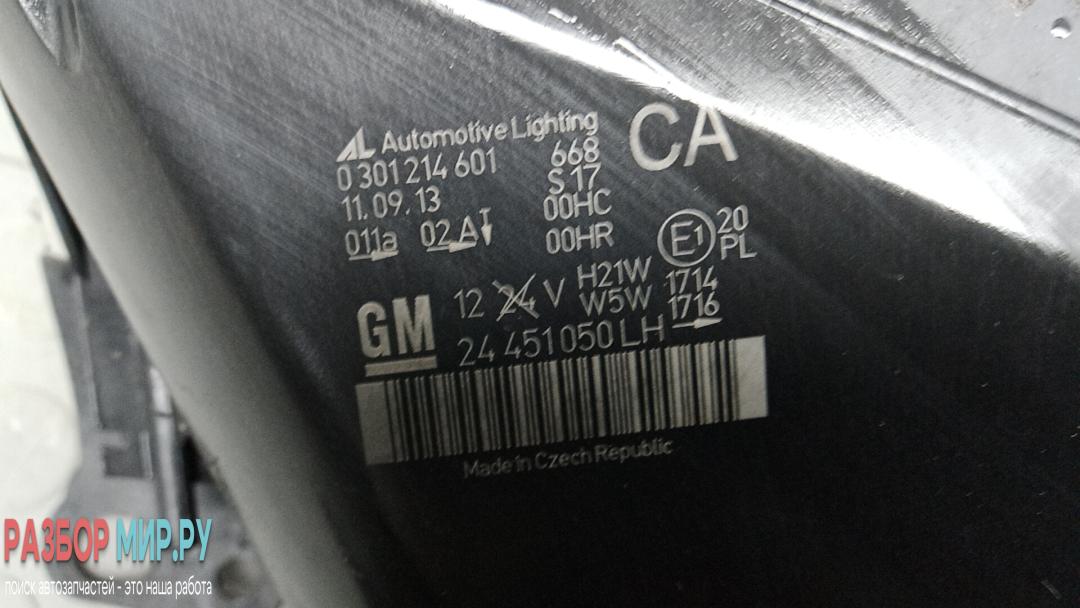 AL Automotive Lighting
0 301 214 601 668 CA
11.09.13 S 17
011a 02A 00HC
00HR E1 20 PL
GM 12 24 V H21W 1714
W5W 1716
24 451 050 LH
Made in Czech Republic
РАЗБОР МИР.РУ
поиск автозапчастей - это наша работа